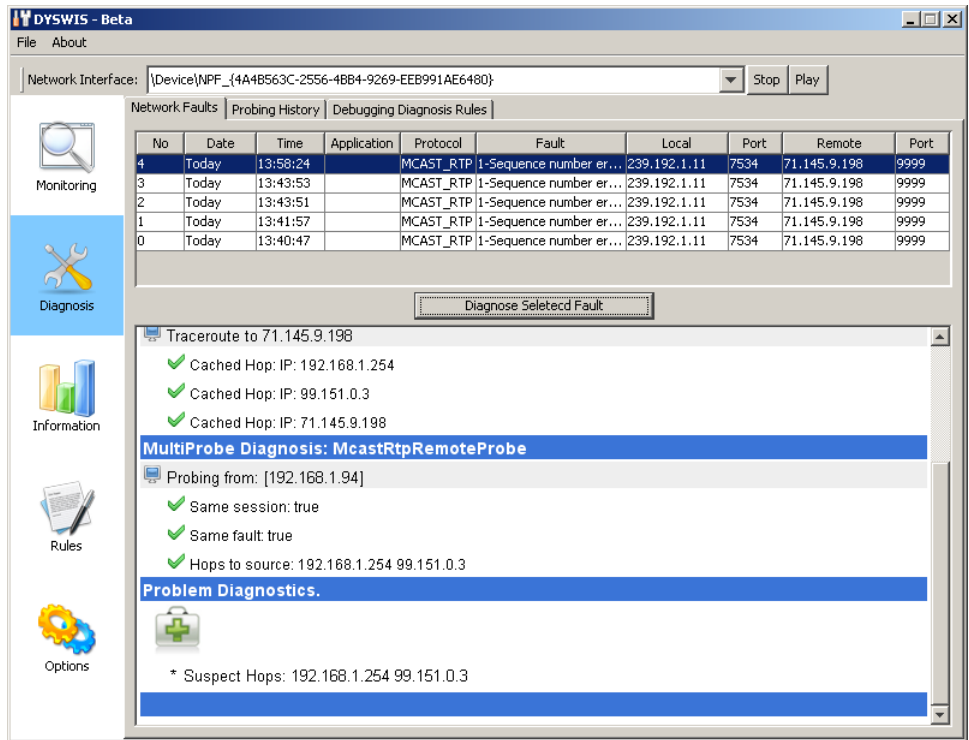 DYSWIS - Beta
File About
Network Interface: \Device\NPF_{4A4B563C-2556-4BB4-9269-EEB991AE6480} Stop Play
Network Faults Probing History Debugging Diagnosis Rules
No Date Time Application Protocol Fault Local Port Remote Port
4 Today 13:58:24 MCAST_RTP 1-Sequence number er... 239.192.1.11 7534 71.145.9.198 9999
3 Today 13:43:53 MCAST_RTP 1-Sequence number er... 239.192.1.11 7534 71.145.9.198 9999
2 Today 13:43:51 MCAST_RTP 1-Sequence number er... 239.192.1.11 7534 71.145.9.198 9999
1 Today 13:41:57 MCAST_RTP 1-Sequence number er... 239.192.1.11 7534 71.145.9.198 9999
0 Today 13:40:47 MCAST_RTP 1-Sequence number er... 239.192.1.11 7534 71.145.9.198 9999
Monitoring
Diagnosis
Information
Rules
Options
Diagnose Seletecd Fault
Traceroute to 71.145.9.198
Cached Hop: IP: 192.168.1.254
Cached Hop: IP: 99.151.0.3
Cached Hop: IP: 71.145.9.198
MultiProbe Diagnosis: McastRtpRemoteProbe
Probing from: [192.168.1.94]
Same session: true
Same fault: true
Hops to source: 192.168.1.254 99.151.0.3
Problem Diagnostics.
* Suspect Hops: 192.168.1.254 99.151.0.3